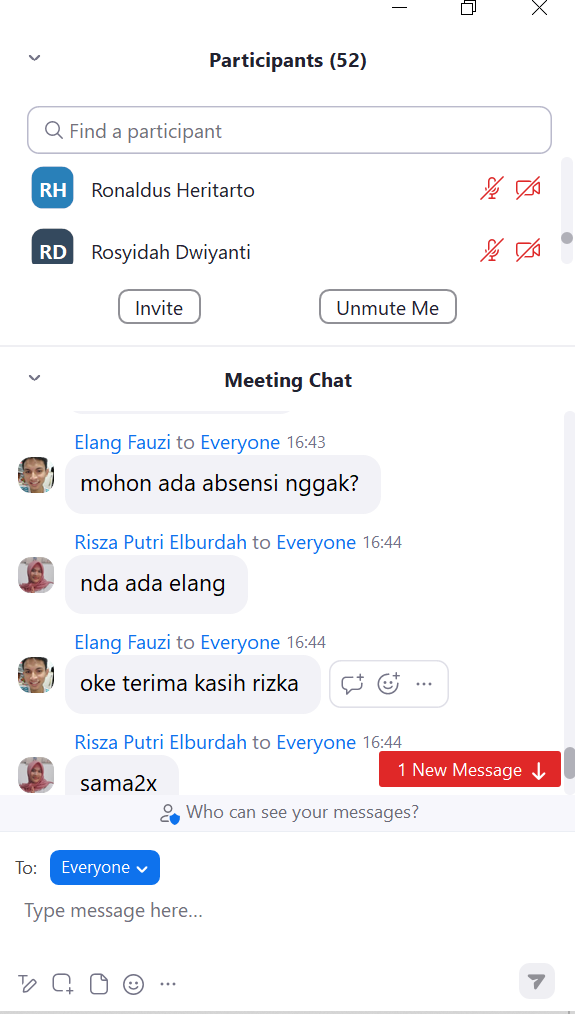 Participants (52)
Find a participant
RH Ronaldus Heritarto
RD Rosyidah Dwiyanti
Invite Unmute Me
Meeting Chat
Elang Fauzi to Everyone 16:43
mohon ada absensi nggak?
Risza Putri Elburdah to Everyone 16:44
nda ada elang
Elang Fauzi to Everyone 16:44
oke terima kasih rizka
Risza Putri Elburdah to Everyone 16:44
sama2x
1 New Message
Who can see your messages?
To: Everyone
Type message here...